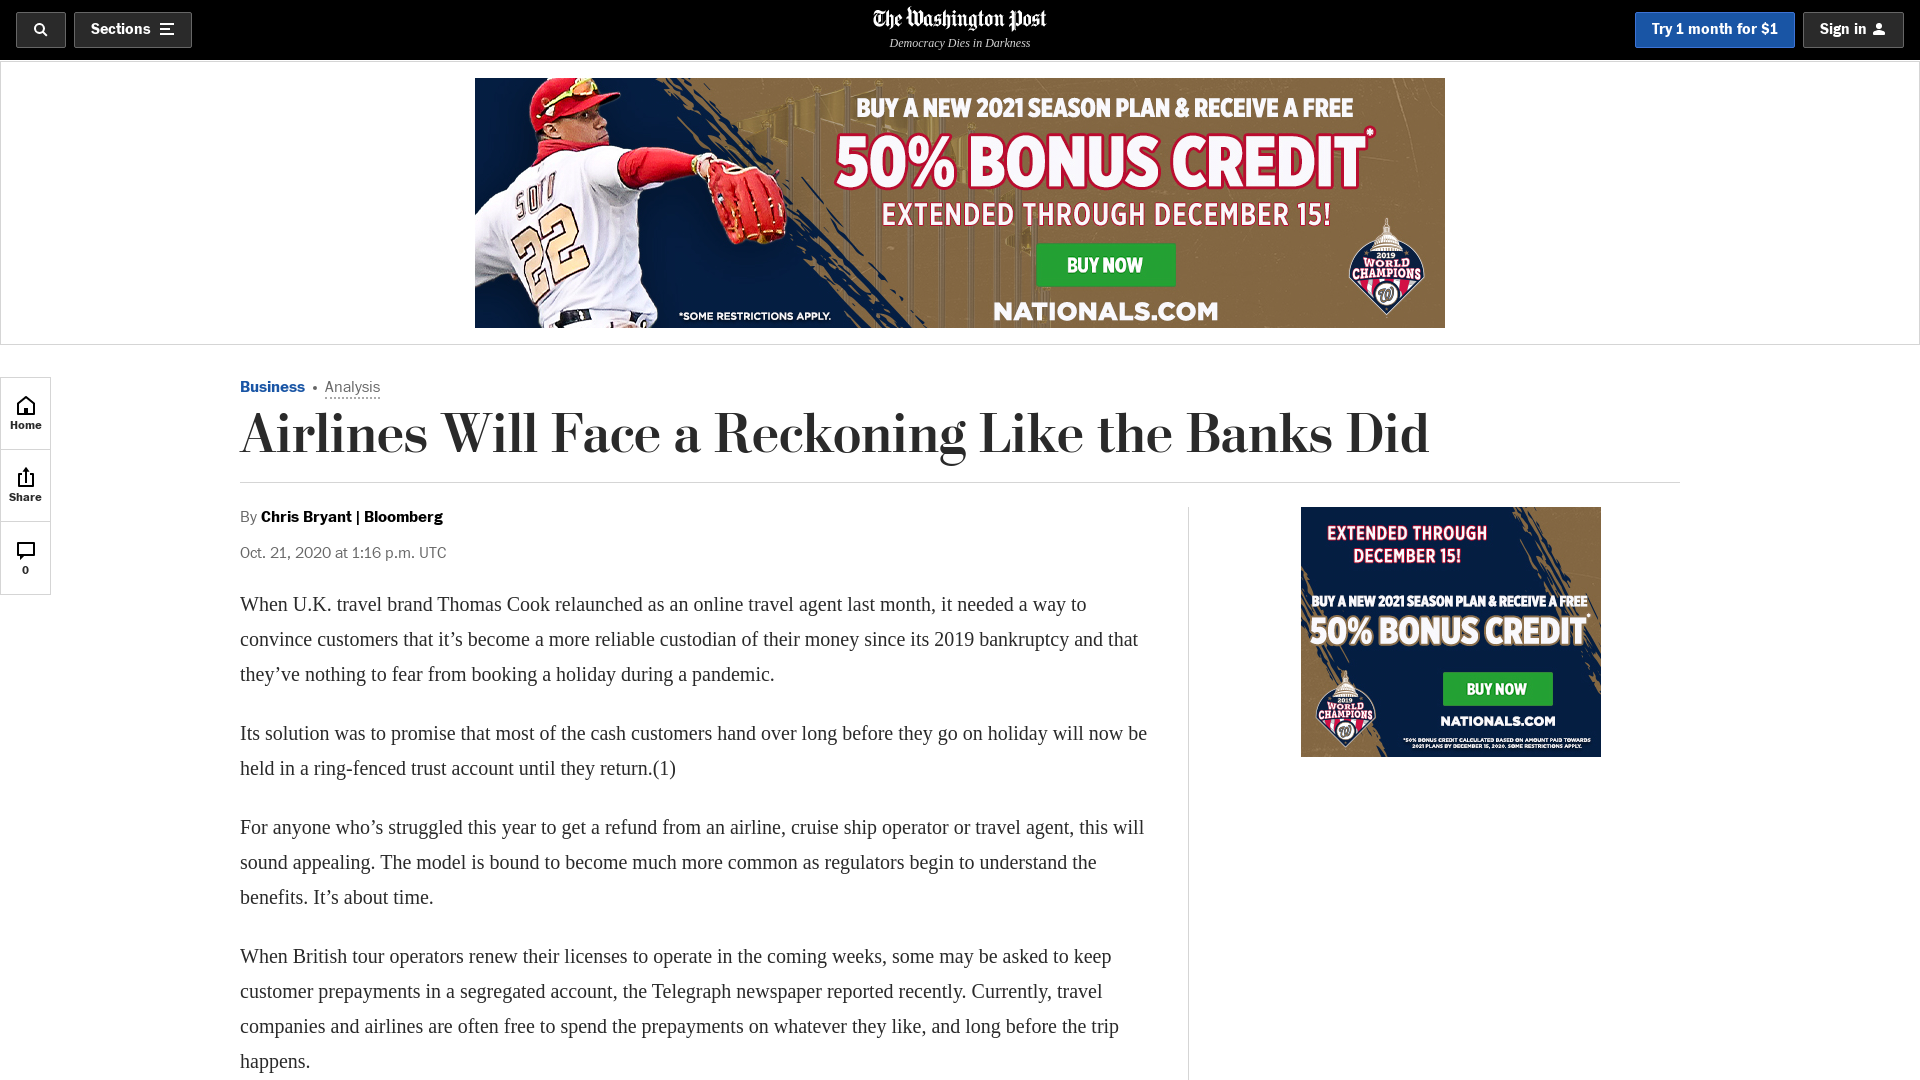 Sections
The Washington Post
Democracy Dies in Darkness
Try 1 month for $1
Sign in
BUY A NEW 2021 SEASON PLAN & RECEIVE A FREE
50% BONUS CREDIT*
EXTENDED THROUGH DECEMBER 15!
BUY NOW
NATIONALS.COM
*SOME RESTRICTIONS APPLY.
22
2019
WORLD
CHAMPIONS
W
Home
Share
0
Business • Analysis
Airlines Will Face a Reckoning Like the Banks Did
By Chris Bryant | Bloomberg
Oct. 21, 2020 at 1:16 p.m. UTC
When U.K. travel brand Thomas Cook relaunched as an online travel agent last month, it needed a way to
convince customers that it’s become a more reliable custodian of their money since its 2019 bankruptcy and that
they’ve nothing to fear from booking a holiday during a pandemic.
Its solution was to promise that most of the cash customers hand over long before they go on holiday will now be
held in a ring-fenced trust account until they return.(1)
For anyone who’s struggled this year to get a refund from an airline, cruise ship operator or travel agent, this will
sound appealing. The model is bound to become much more common as regulators begin to understand the
benefits. It’s about time.
When British tour operators renew their licenses to operate in the coming weeks, some may be asked to keep
customer prepayments in a segregated account, the Telegraph newspaper reported recently. Currently, travel
companies and airlines are often free to spend the prepayments on whatever they like, and long before the trip
happens.
EXTENDED THROUGH
DECEMBER 15!
BUY A NEW 2021 SEASON PLAN & RECEIVE A FREE
50% BONUS CREDIT*
BUY NOW
NATIONALS.COM
2019
WORLD
CHAMPIONS
W
*50% BONUS CREDIT CALCULATED BASED ON AMOUNT PAID TOWARDS
2021 PLANS BY DECEMBER 15, 2020. SOME RESTRICTIONS APPLY.